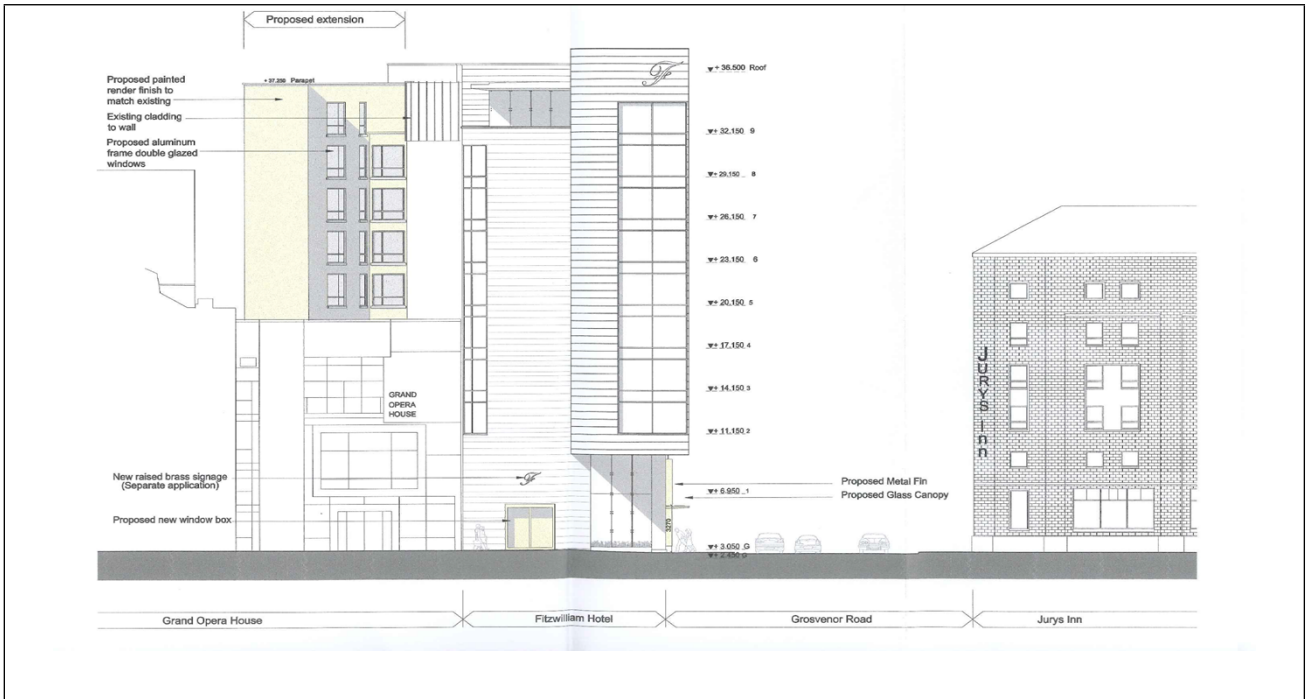 Proposed extension
+ 37.250 Parapet
Proposed painted
render finish to
match existing
Existing cladding
to wall
Proposed aluminum
frame double glazed
windows
+ 36.500 Roof
+ 32,150 9
+ 29,150 8
+ 26,150 7
+ 23,150 6
+ 20,150 5
+ 17,150 4
+ 14,150 3
+ 11,150 2
GRAND
OPERA
HOUSE
JURYS Inn
New raised brass signage
(Separate application)
Proposed new window box
Proposed Metal Fin
Proposed Glass Canopy
+ 6.950 1
3270
+ 3.050 G
Grand Opera House
Fitzwilliam Hotel
Grosvenor Road
Jurys Inn